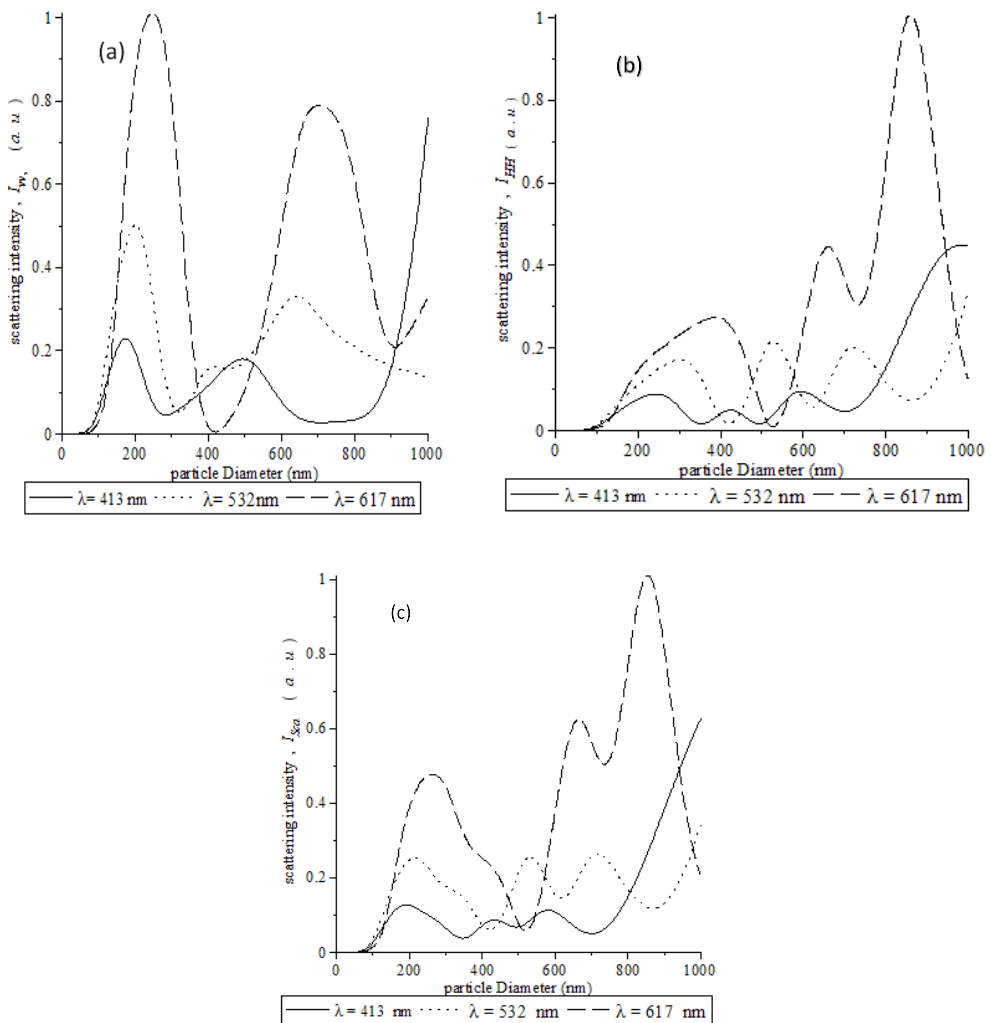 (a)
scattering intensity , I_vv, ( a. u )
1
0.8
0.6
0.4
0.2
0
0 200 400 600 800 1000
particle Diameter (nm)
λ= 413 nm λ= 532nm λ= 617 nm
(b)
scattering intensity , I_HH ( a . u )
1
0.8
0.6
0.4
0.2
0
0 200 400 600 800 1000
particle Diameter (nm)
λ = 413 nm λ = 532 nm λ = 617 nm
(c)
scattering intensity , I_Sca ( a . u )
1
0.8
0.6
0.4
0.2
0
0 200 400 600 800 1000
particle Diameter (nm)
λ = 413 nm λ = 532 nm λ = 617 nm